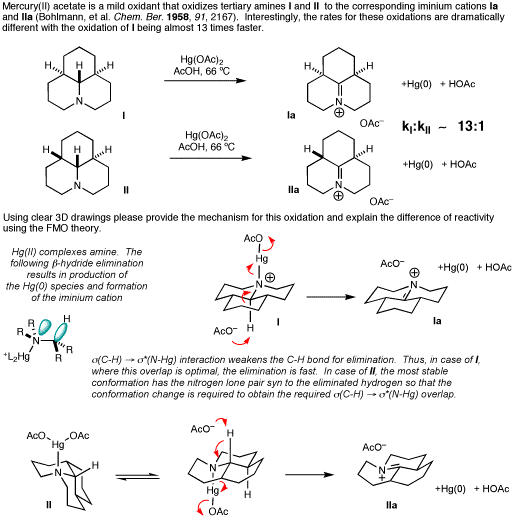 Mercury(II) acetate is a mild oxidant that oxidizes tertiary amines I and II to the corresponding iminium cations Ia
and IIa (Bohlmann, et al. Chem. Ber. 1958, 91, 2167). Interestingly, the rates for these oxidations are dramatically
different with the oxidation of I being almost 13 times faster.
H H H N I
Hg(OAc)2
AcOH, 66 ºC
H H N ⊕ OAc– Ia
+Hg(0) + HOAc
kI:kII ~ 13:1
H H H N II
Hg(OAc)2
AcOH, 66 ºC
H H N ⊕ OAc– IIa
+Hg(0) + HOAc
Using clear 3D drawings please provide the mechanism for this oxidation and explain the difference of reactivity
using the FMO theory.
Hg(II) complexes amine. The
following β-hydride elimination
results in production of
the Hg(0) species and formation
of the iminium cation
R R N R R H
+L2Hg
AcO
Hg
N ⊕
H
AcO–
I
AcO–
⊕
N
Ia
+Hg(0) + HOAc
σ(C-H) → σ*(N-Hg) interaction weakens the C-H bond for elimination. Thus, in case of I,
where this overlap is optimal, the elimination is fast. In case of II, the most stable
conformation has the nitrogen lone pair syn to the eliminated hydrogen so that the
conformation change is required to obtain the required σ(C-H) → σ*(N-Hg) overlap.
AcO OAc
Hg
H
N
II
AcO–
H
N
H
Hg
OAc
AcO–
N
+
IIa
+Hg(0) + HOAc